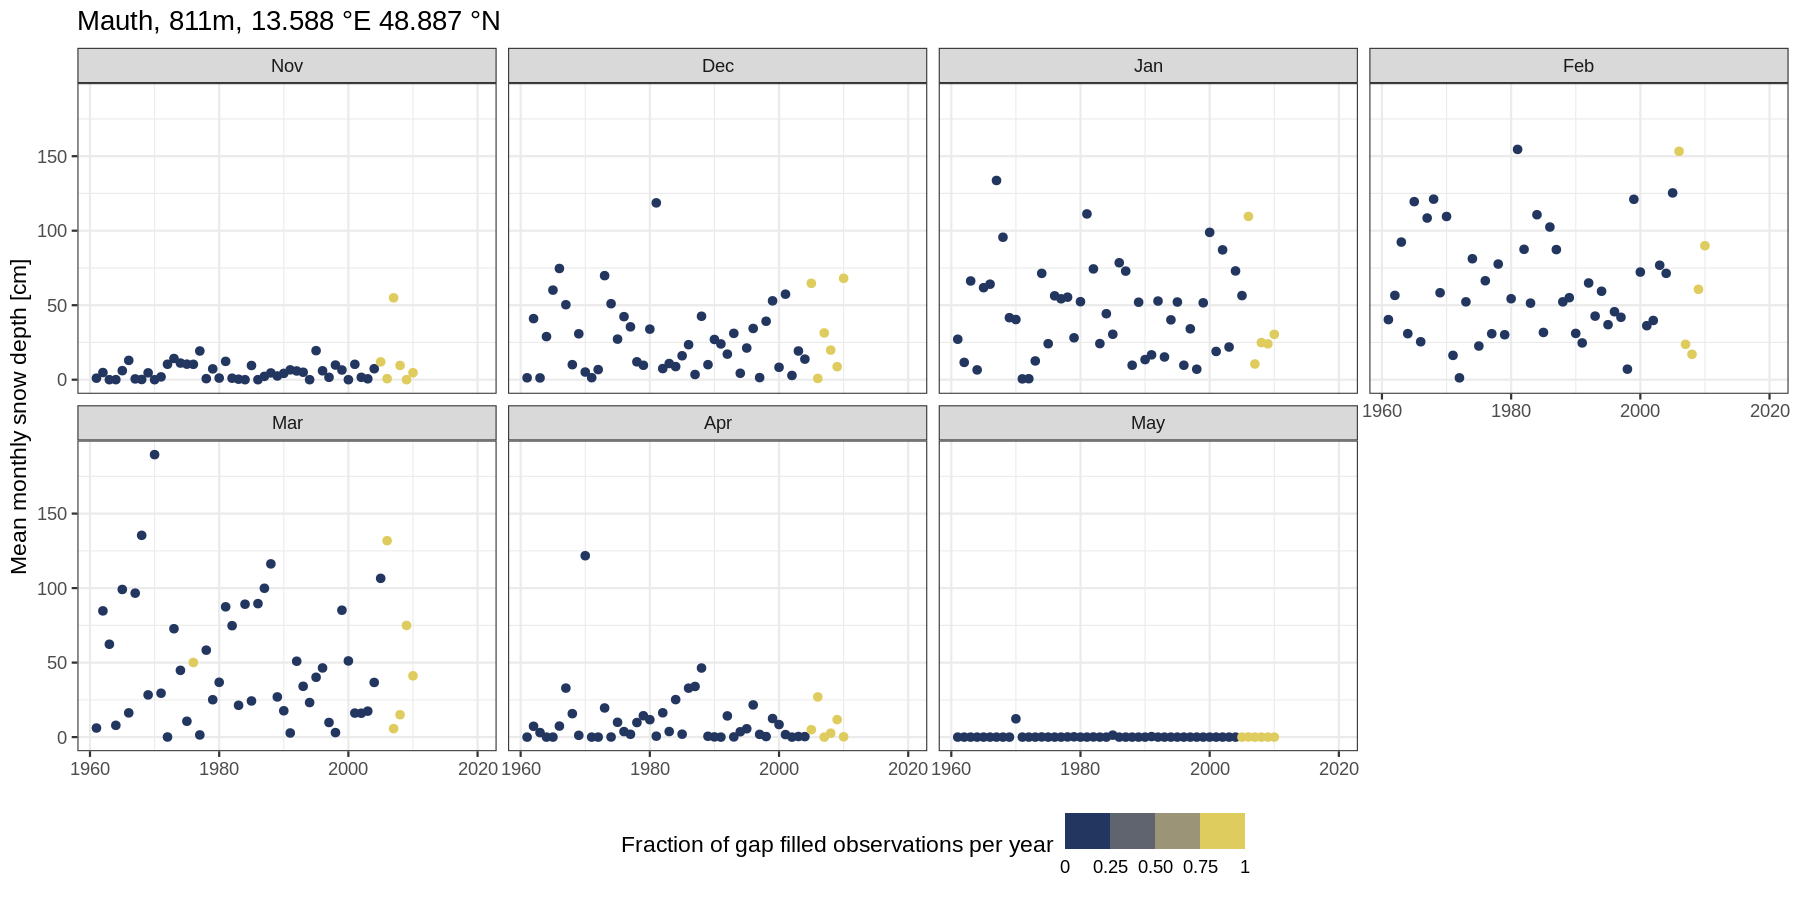 Mauth, 811m, 13.588 °E 48.887 °N
Nov
Dec
Jan
Feb
Mean monthly snow depth [cm]
150
100
50
0
1960 1980 2000 2020
Mar
Apr
May
150
100
50
0
1960 1980 2000 2020 1960 1980 2000 2020 1960 1980 2000 2020
Fraction of gap filled observations per year
0 0.25 0.50 0.75 1